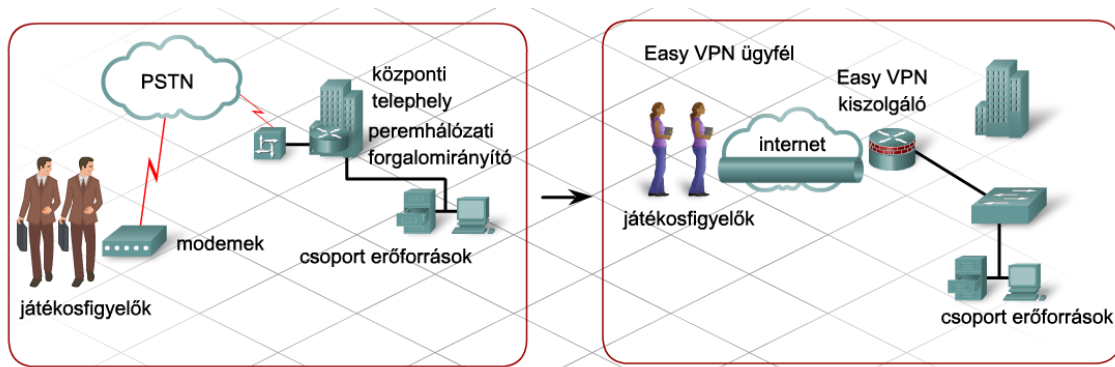 PSTN
központi
telephely
peremhálózati
forgalomirányító
modemek
csoport erőforrások
játékosfigyelők
Easy VPN ügyfél
Easy VPN
kiszolgáló
internet
játékosfigyelők
csoport erőforrások